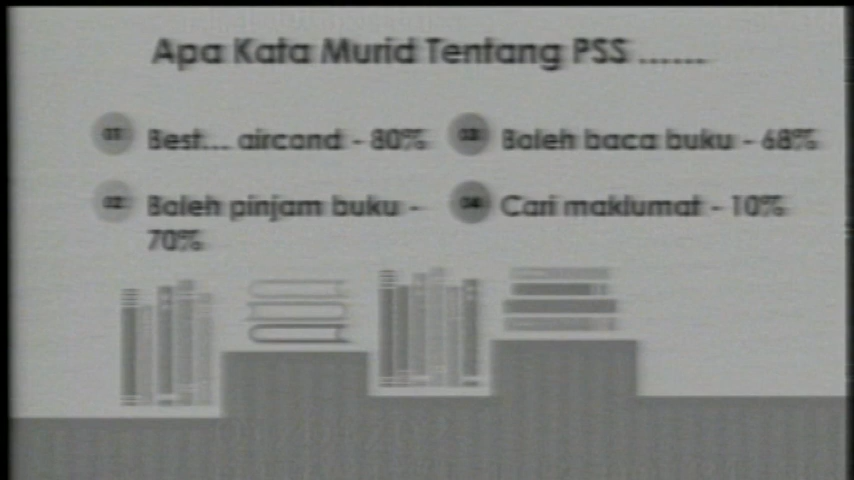 Apa Kata Murid Tentang PSS ......
01 Best... aircond - 80%
02 Boleh pinjam buku -
70%
03 Boleh baca buku - 68%
04 Cari maklumat - 10%